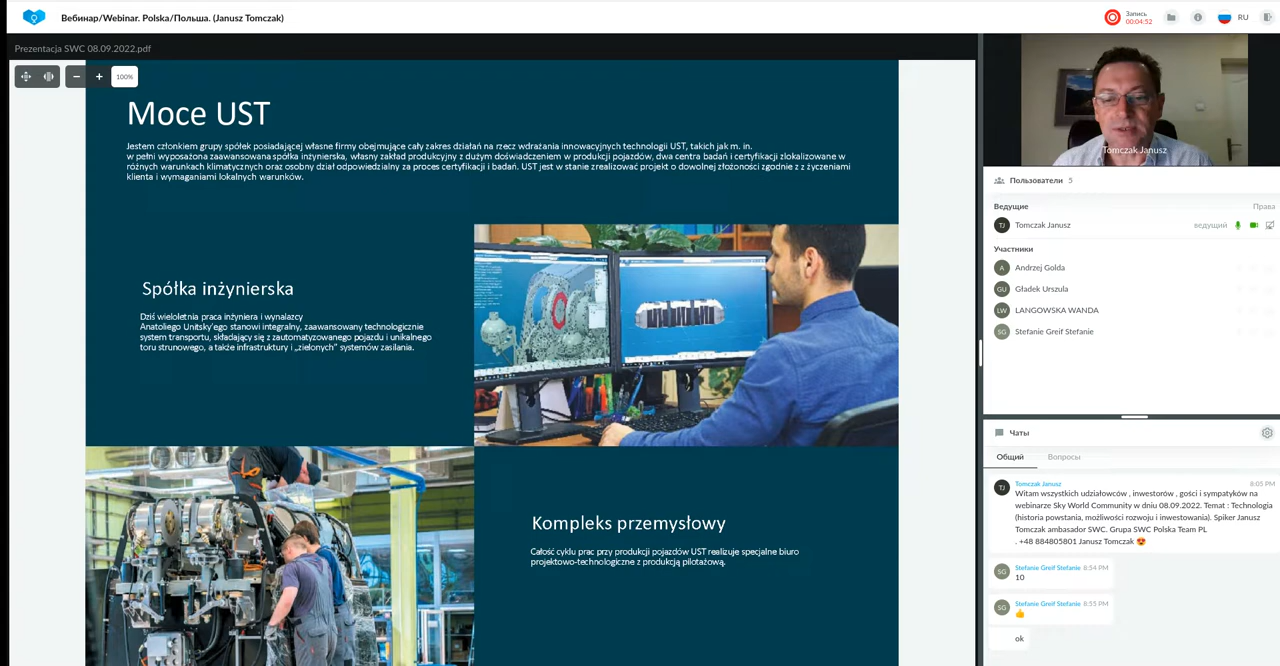 Вебинар/Webinar. Polska/Польша. (Janusz Tomczak)
Запись
00:04:52
RU
Prezentacja SWC 08.09.2022.pdf
100%
Moce UST
Jestem członkiem grupy spółek posiadającej własne firmy obejmujące cały zakres działań na rzecz wdrażania innowacyjnych technologii UST, takich jak m. in.
w pełni wyposażona zaawansowana spółka inżynierska, własny zakład produkcyjny z dużym doświadczeniem w produkcji pojazdów, dwa centra badań i certyfikacji zlokalizowane w
różnych warunkach klimatycznych oraz osobny dział odpowiedzialny za proces certyfikacji i badań. UST jest w stanie zrealizować projekt o dowolnej złożoności zgodnie z z życzeniami
klienta i wymaganiami lokalnych warunków.
Spółka inżynierska
Dziś wieloletnia praca inżyniera i wynalazcy
Anatoliego Unitsky'ego stanowi integralny, zaawansowany technologicznie
system transportu, składający się z zautomatyzowanego pojazdu i unikalnego
toru strunowego, a także infrastruktury i „zielonych" systemów zasilania.
Kompleks przemysłowy
Całość cyklu prac przy produkcji pojazdów UST realizuje specjalne biuro
projektowo-technologiczne z produkcją pilotażową.
Tomczak Janusz
Пользователи 5
Ведущие Права
TJ Tomczak Janusz ведущий
Участники
A Andrzej Golda
GU Gładek Urszula
LW LANGOWSKA WANDA
SG Stefanie Greif Stefanie
Чаты
Общий Вопросы
TJ Tomczak Janusz 8:05 PM
Witam wszystkich udziałowców , inwestorów , gości i sympatyków na
webinarze Sky World Community w dniu 08.09.2022. Temat : Technologia
(historia powstania, możliwości rozwoju i inwestowania). Spiker Janusz
Tomczak ambasador SWC. Grupa SWC Polska Team PL
. +48 884805801 Janusz Tomczak 😍
SG Stefanie Greif Stefanie 8:54 PM
10
SG Stefanie Greif Stefanie 8:55 PM
👍
ok